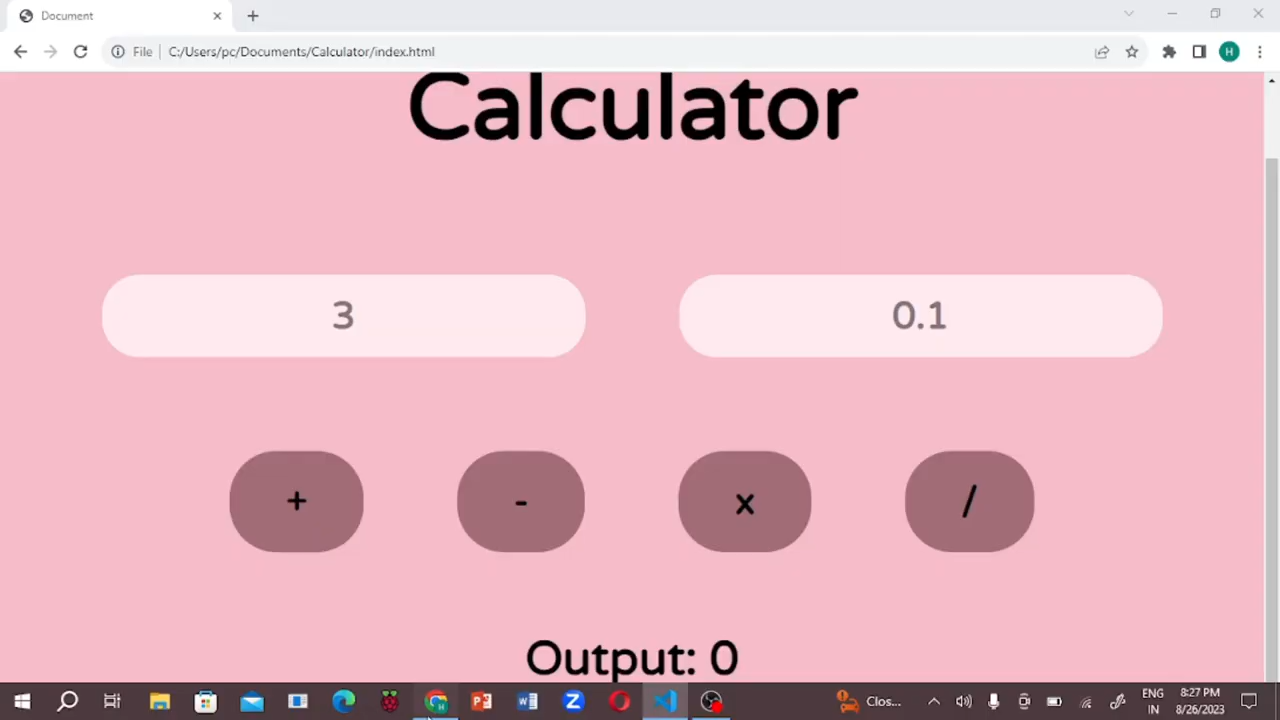 Document
File
C:/Users/pc/Documents/Calculator/index.html
H
Calculator
3
0.1
+
-
x
/
Output: 0
Clos...
ENG
IN
8:27 PM
8/26/2023